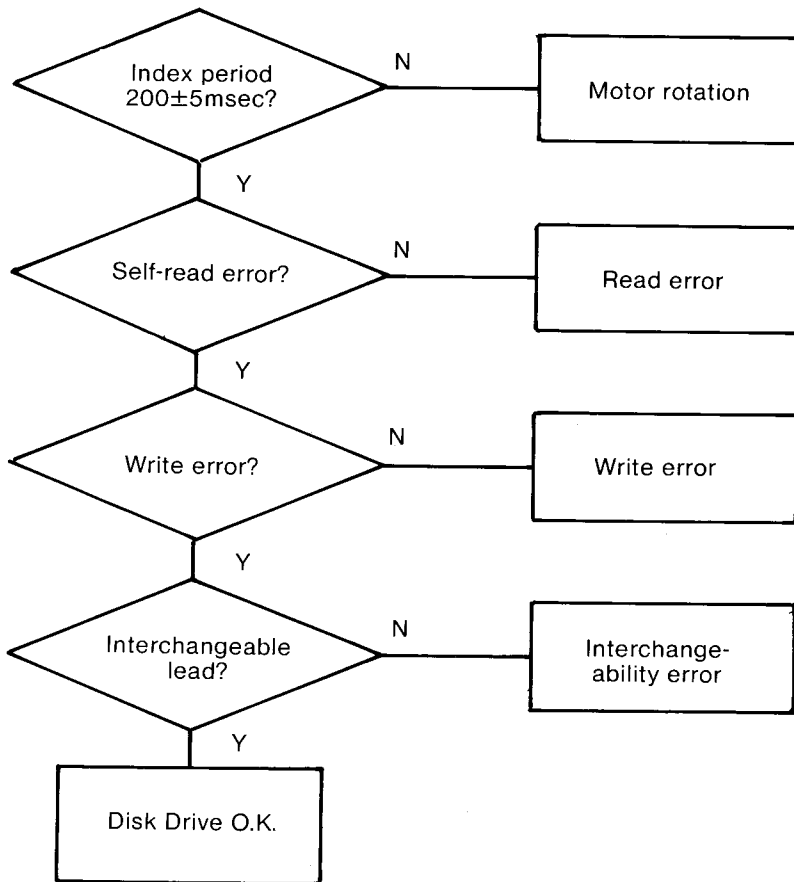 Index period
200±5msec?
N
Motor rotation
Y
Self-read error?
N
Read error
Y
Write error?
N
Write error
Y
Interchangeable
lead?
N
Interchange-
ability error
Y
Disk Drive O.K.